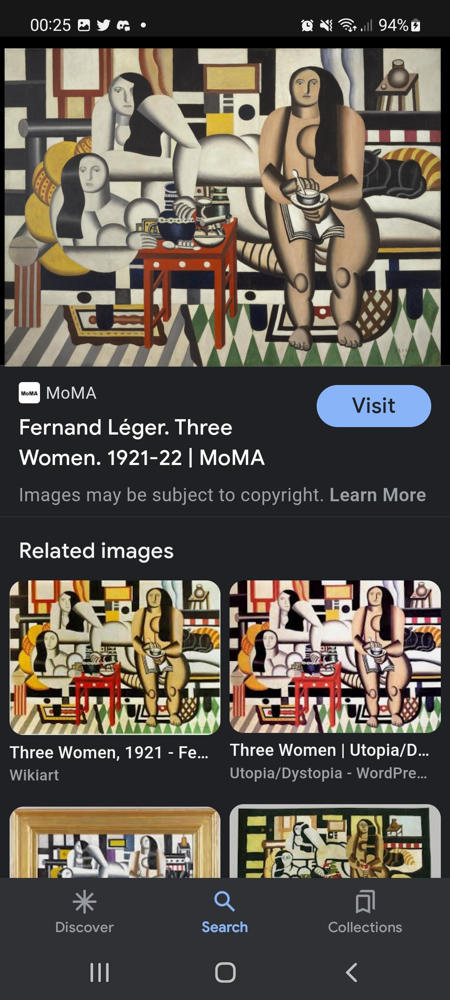 00:25
94%
F. LÉGER
MoMA MoMA
Visit
Fernand Léger. Three
Women. 1921-22 | MoMA
Images may be subject to copyright. Learn More
Related images
Three Women, 1921 - Fe...
Wikiart
Three Women | Utopia/D...
Utopia/Dystopia - WordPre...
Discover
Search
Collections